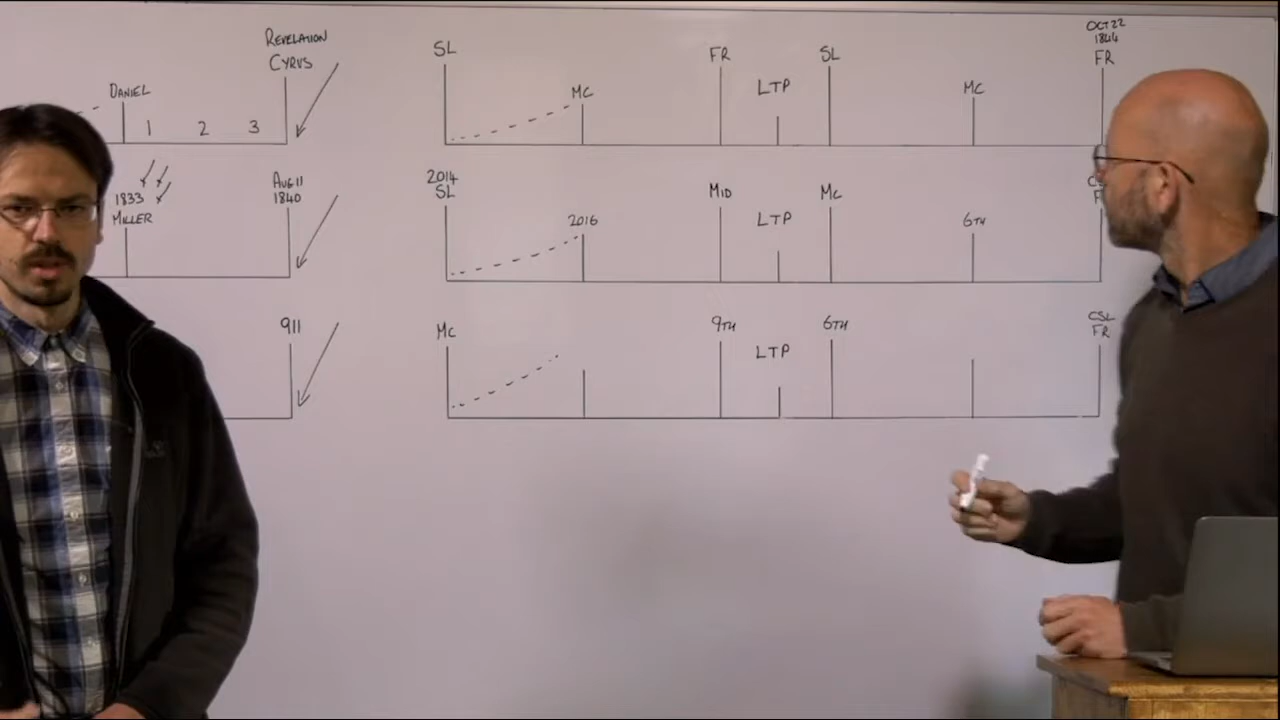 REVELATION
CYRUS
DANIEL
1 2 3
SL
MC
FR
LTP
SL
MC
OCT 22
1844
FR
1833
MILLER
AUG 11
1840
2014
SL
2016
MID
LTP
MC
6TH
911
MC
9TH
LTP
6TH
CSL
FR